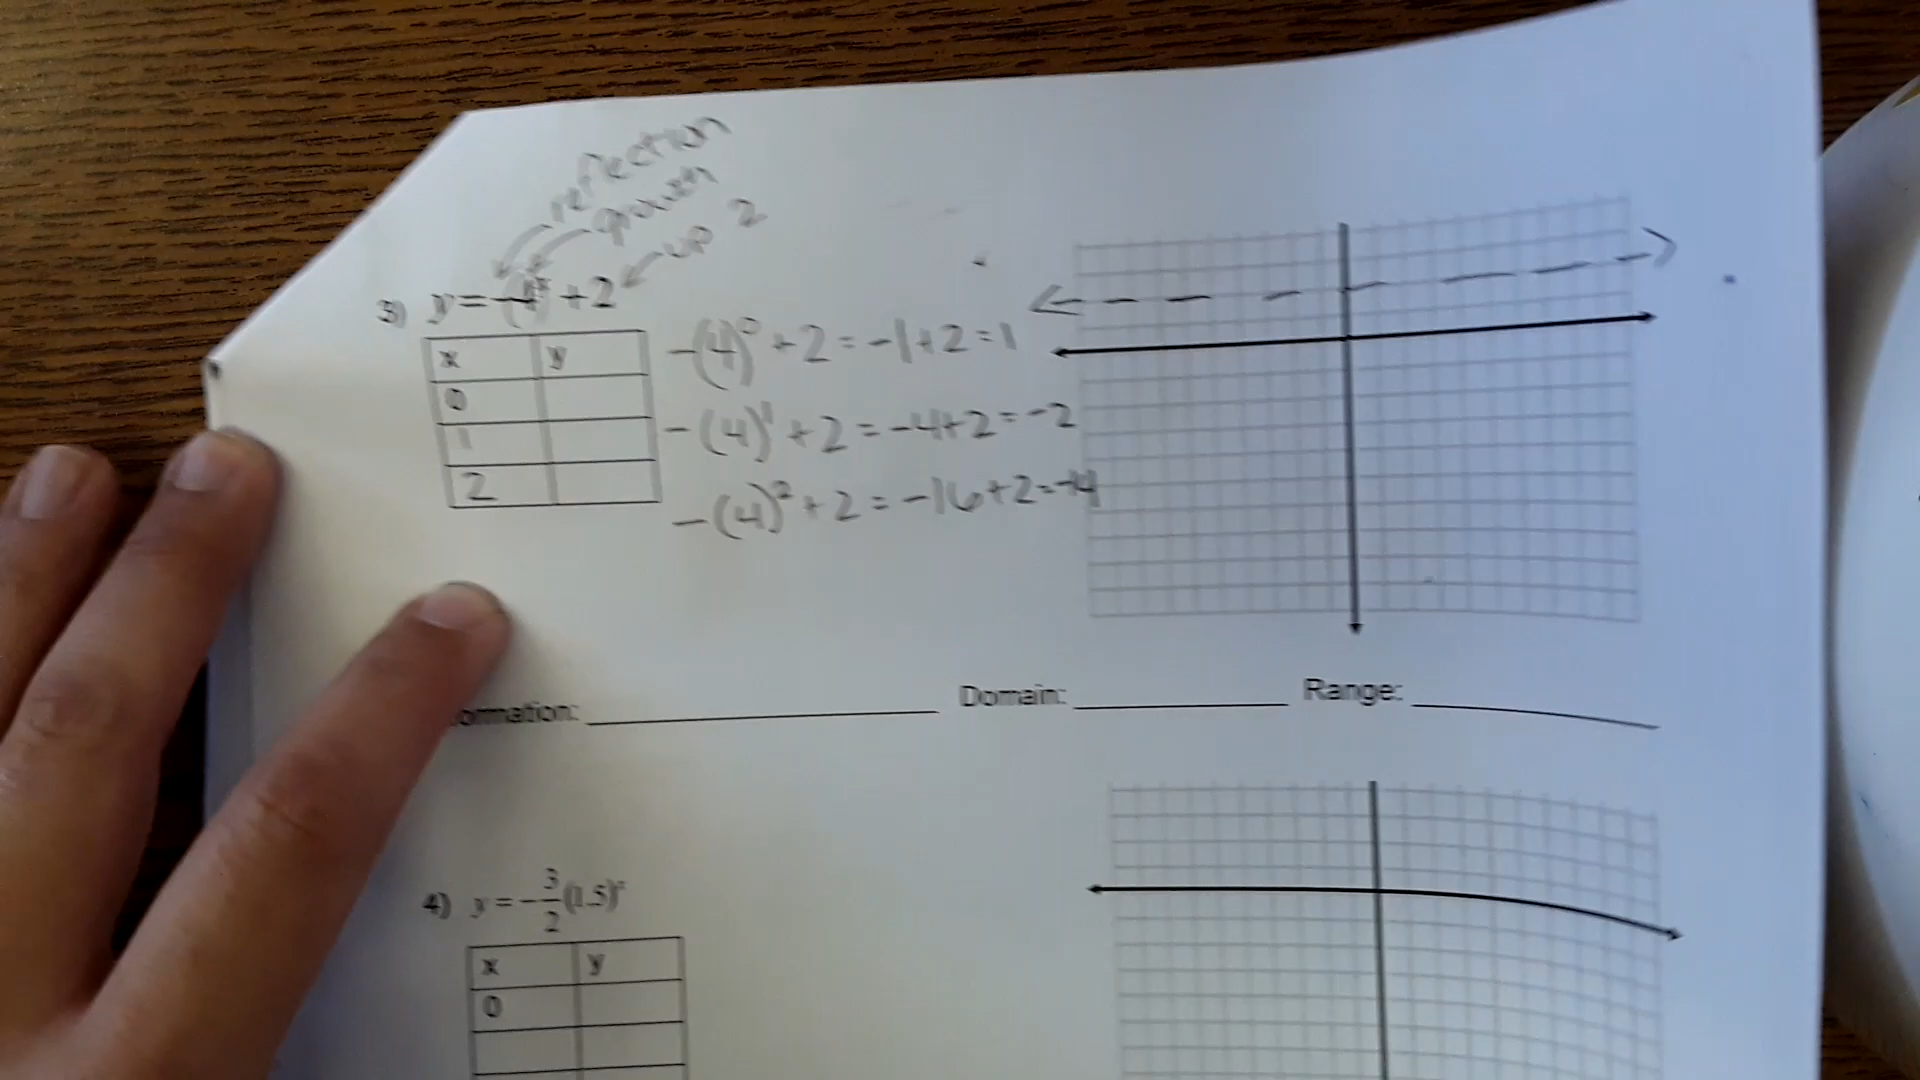 reflection
growth
up 2
3) y = -(4)ˣ + 2
x y
0
1
2
-(4)⁰ + 2 = -1 + 2 = 1
-(4)¹ + 2 = -4 + 2 = -2
-(4)² + 2 = -16 + 2 = -14
ormation: Domain: Range:
4) y = -3/2(1.5)ˣ
x y
0